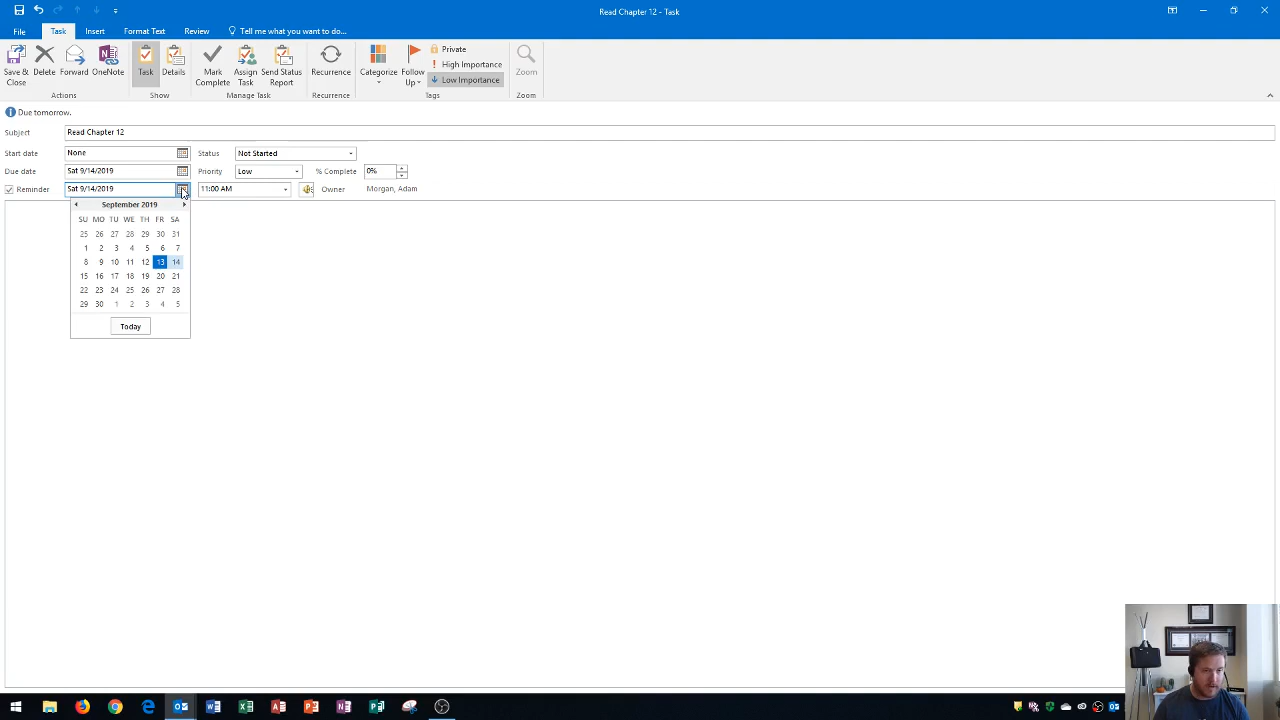 Read Chapter 12 - Task
File Task Insert Format Text Review Tell me what you want to do...
Save & Close
Delete
Forward
OneNote
Task
Details
Mark Complete
Assign Task
Send Status Report
Recurrence
Categorize
Follow Up
Private
High Importance
Low Importance
Zoom
Actions Show Manage Task Recurrence Tags Zoom
Due tomorrow.
Subject Read Chapter 12
Start date None Status Not Started
Due date Sat 9/14/2019 Priority Low % Complete 0%
Reminder Sat 9/14/2019 11:00 AM Owner Morgan, Adam
September 2019
SU MO TU WE TH FR SA
25 26 27 28 29 30 31
1 2 3 4 5 6 7
8 9 10 11 12 13 14
15 16 17 18 19 20 21
22 23 24 25 26 27 28
29 30 1 2 3 4 5
Today